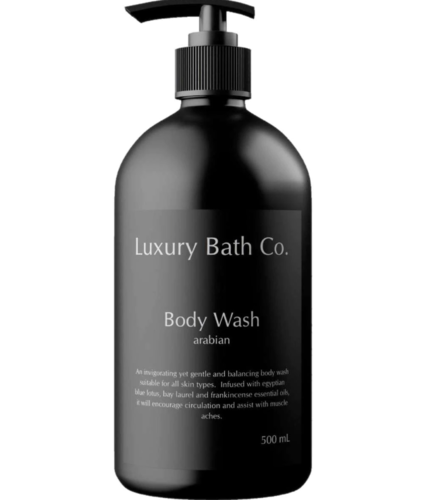 Luxury Bath Co.
Body Wash
arabian
An invigorating yet gentle and balancing body wash
suitable for all skin types. Infused with egyptian
blue lotus, bay laurel and frankincense essential oils,
it will encourage circulation and assist with muscle
aches.
500 mL